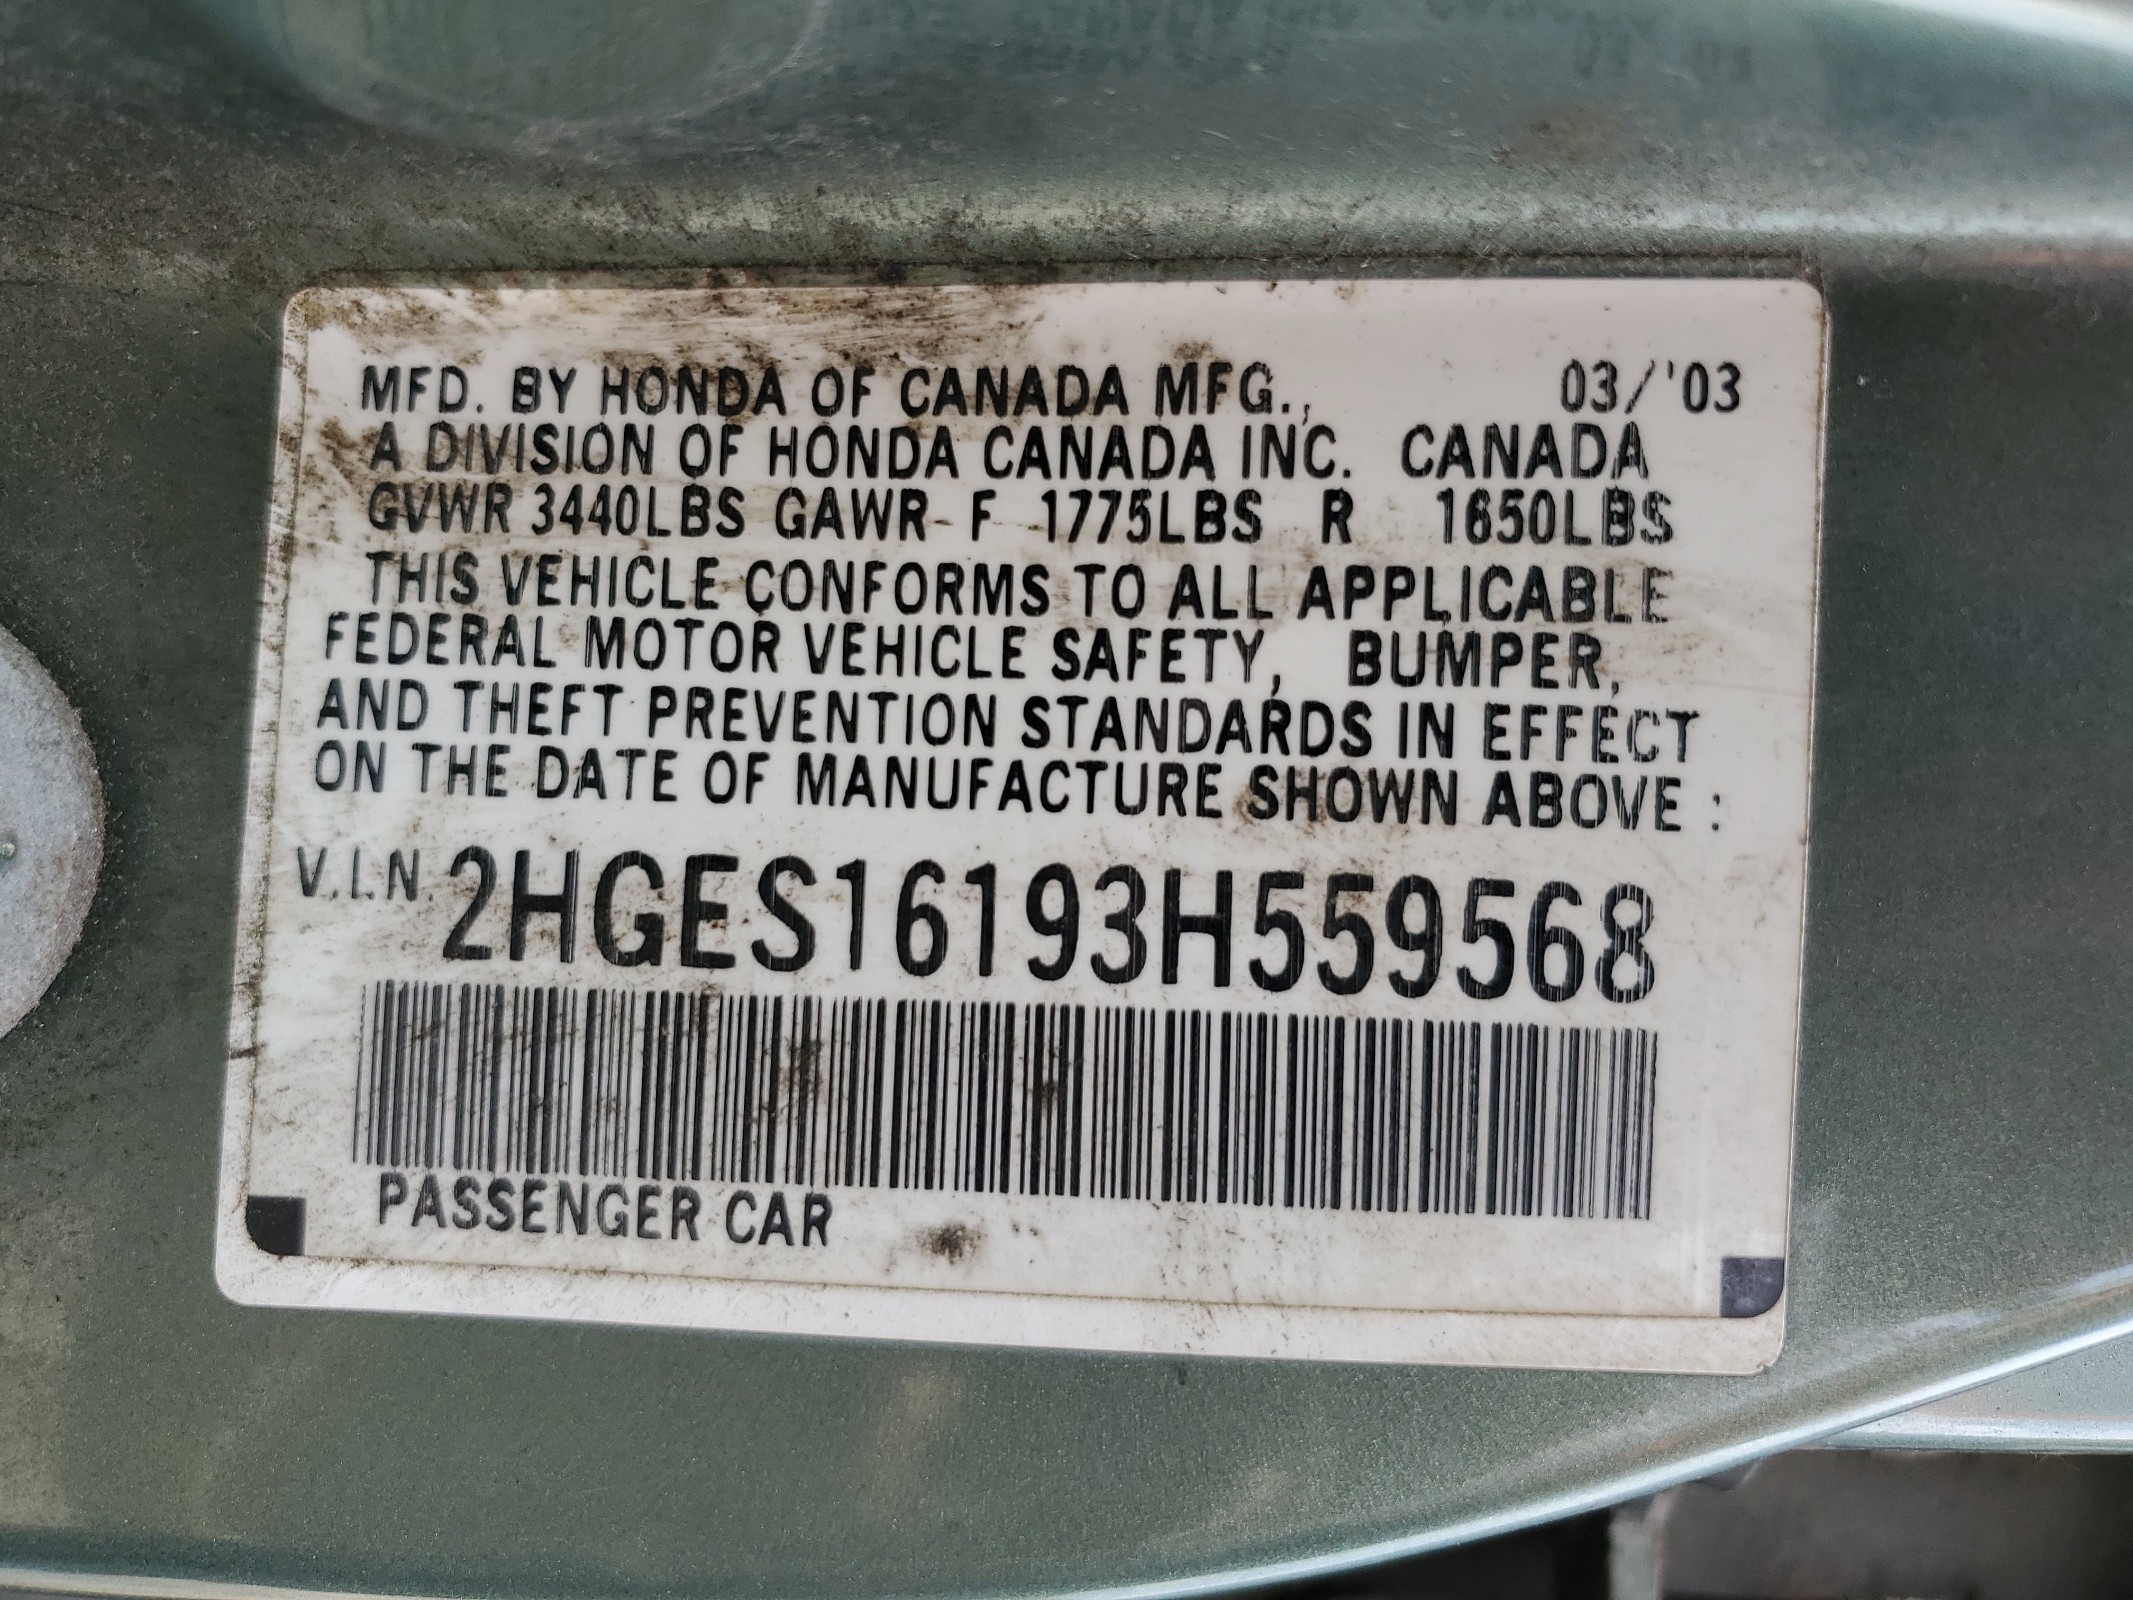 MFD. BY HONDA OF CANADA MFG., 03/'03
A DIVISION OF HONDA CANADA INC. CANADA
GVWR 3440LBS GAWR F 1775LBS R 1650LBS
THIS VEHICLE CONFORMS TO ALL APPLICABLE
FEDERAL MOTOR VEHICLE SAFETY, BUMPER,
AND THEFT PREVENTION STANDARDS IN EFFECT
ON THE DATE OF MANUFACTURE SHOWN ABOVE :
V.I.N. 2HGES16193H559568
PASSENGER CAR